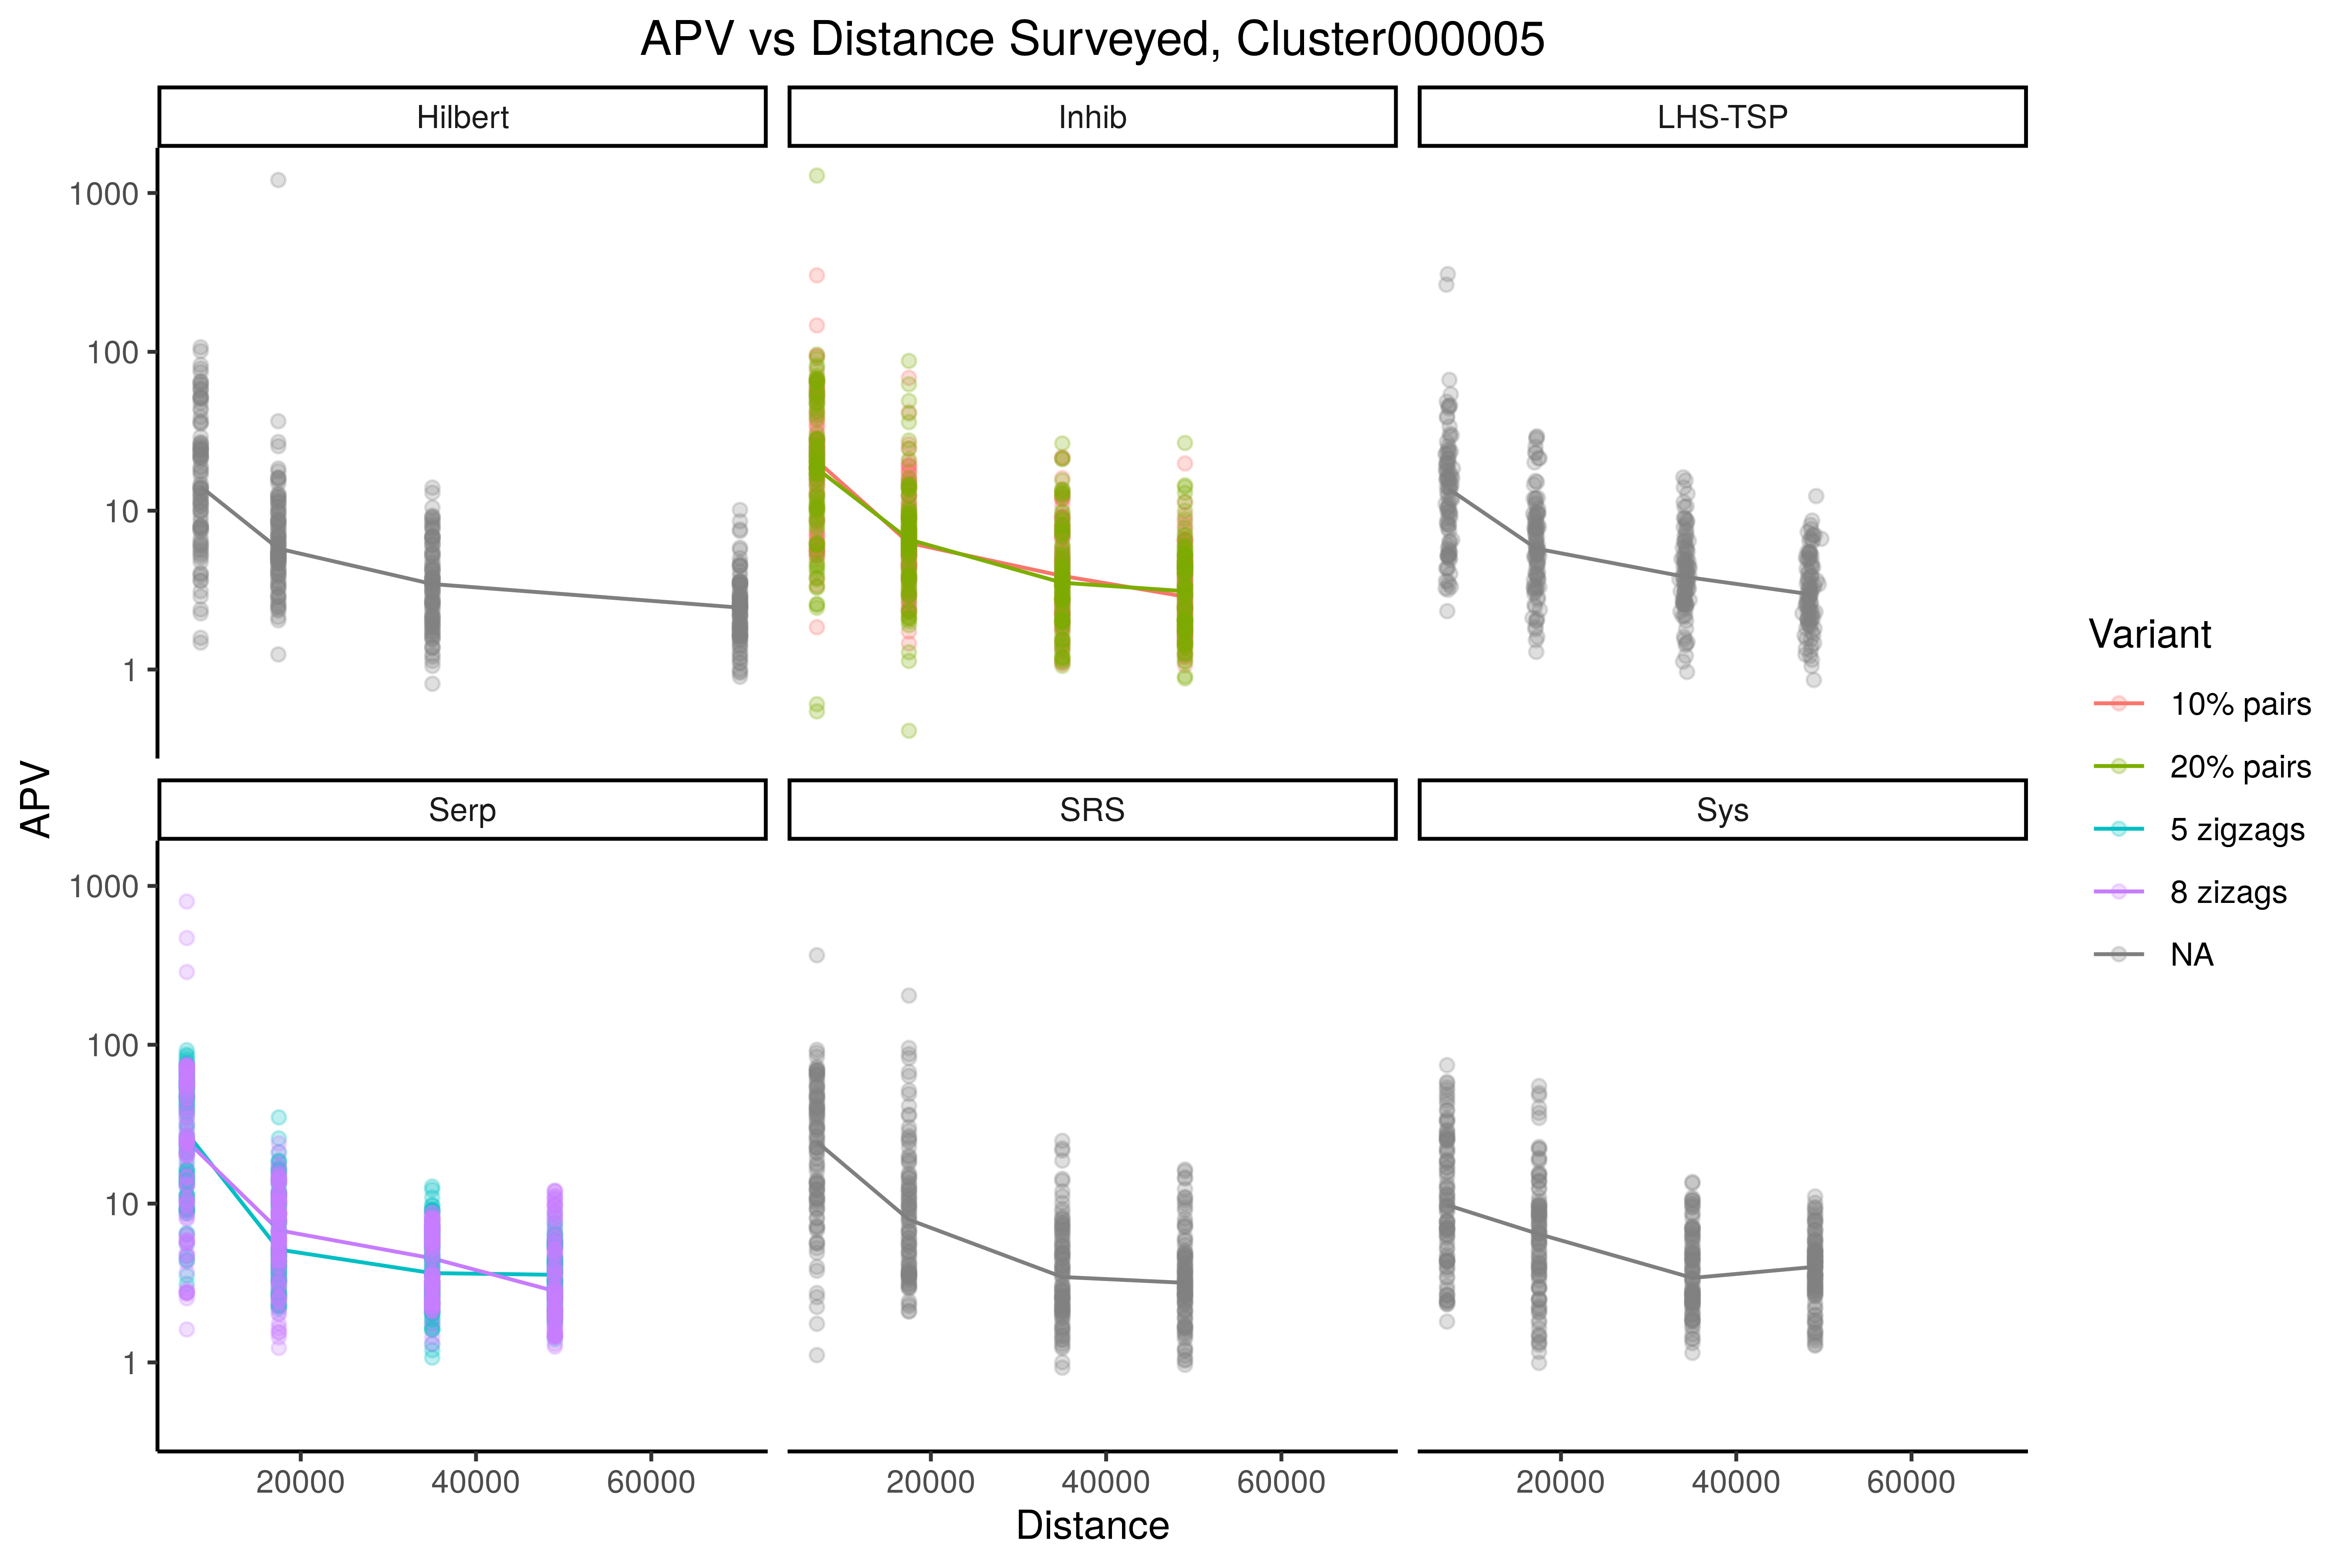 APV vs Distance Surveyed, Cluster000005
Hilbert
Inhib
LHS-TSP
1000
100
10
1
Serp
SRS
Sys
1000
100
10
1
20000
40000
60000
20000
40000
60000
20000
40000
60000
Distance
APV
Variant
10% pairs
20% pairs
5 zigzags
8 zizags
NA